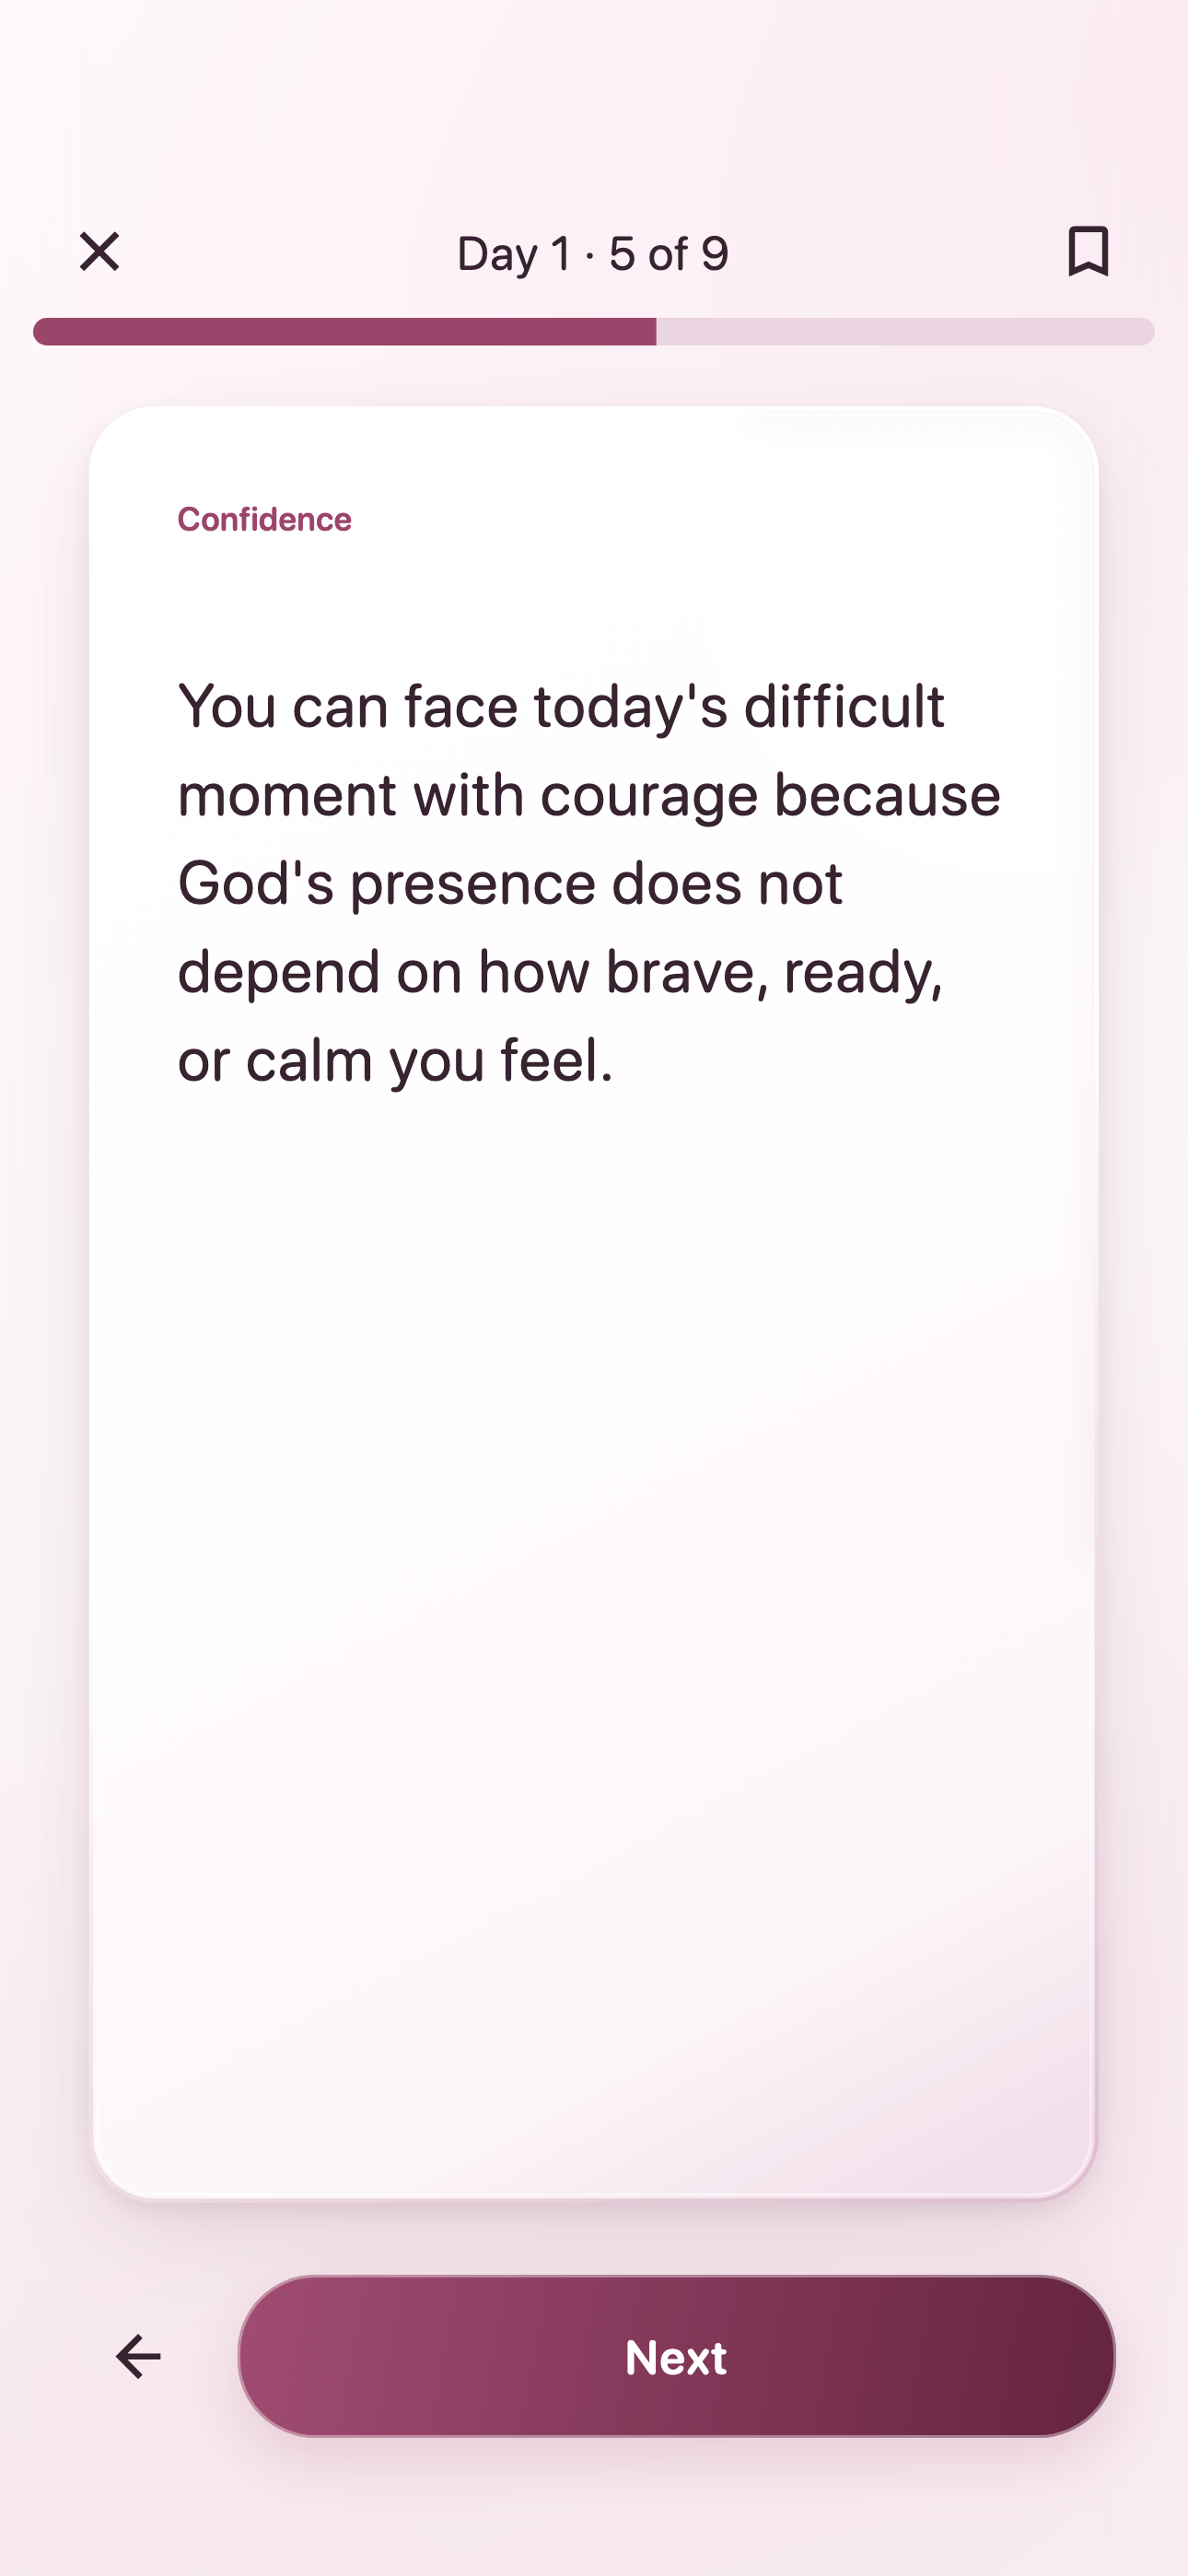 Day 1 · 5 of 9
Confidence
You can face today's difficult
moment with courage because
God's presence does not
depend on how brave, ready,
or calm you feel.
Next